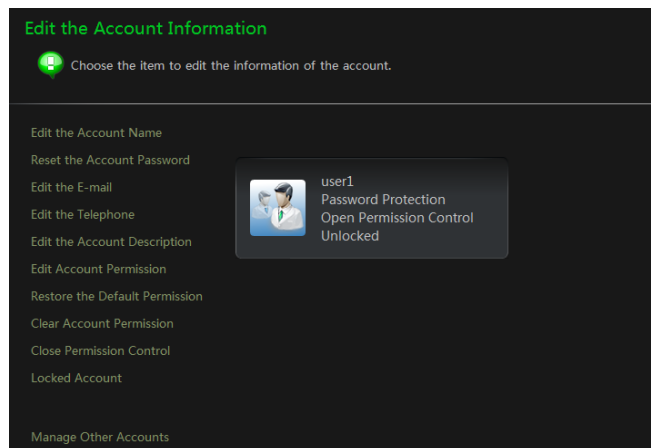 Edit the Account Information
Choose the item to edit the information of the account.
Edit the Account Name
Reset the Account Password
Edit the E-mail
Edit the Telephone
Edit the Account Description
Edit Account Permission
Restore the Default Permission
Clear Account Permission
Close Permission Control
Locked Account
Manage Other Accounts
user1
Password Protection
Open Permission Control
Unlocked